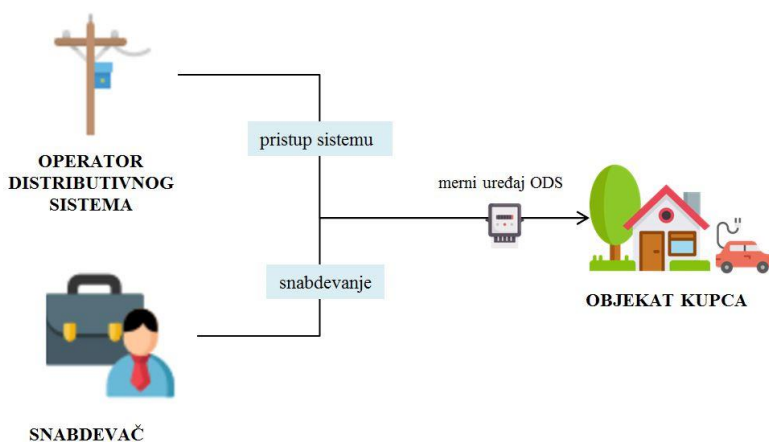 OPERATOR
DISTRIBUTIVNOG
SISTEMA
pristup sistemu
merni uređaj ODS
snabdevanje
OBJEKAT KUPCA
SNABDEVAČ